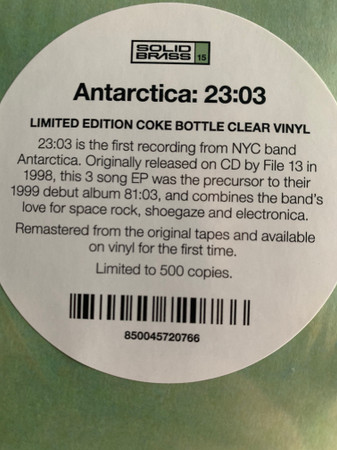 SOLID
BRASS 15
Antarctica: 23:03
LIMITED EDITION COKE BOTTLE CLEAR VINYL
23:03 is the first recording from NYC band
Antarctica. Originally released on CD by File 13 in
1998, this 3 song EP was the precursor to their
1999 debut album 81:03, and combines the band's
love for space rock, shoegaze and electronica.
Remastered from the original tapes and available
on vinyl for the first time.
Limited to 500 copies.
850045720766